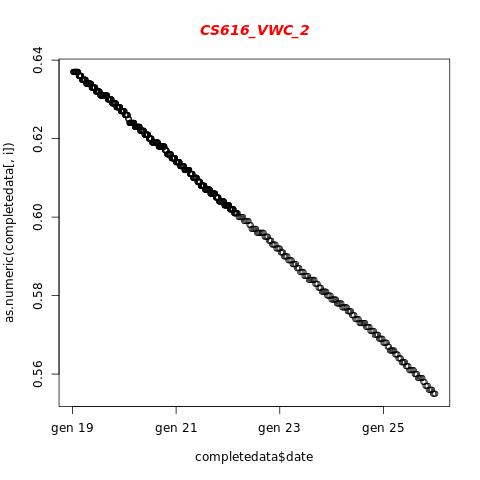 CS616_VWC_2
as.numeric(completedata[, i])
0.64
0.62
0.60
0.58
0.56
gen 19
gen 21
gen 23
gen 25
completedata$date